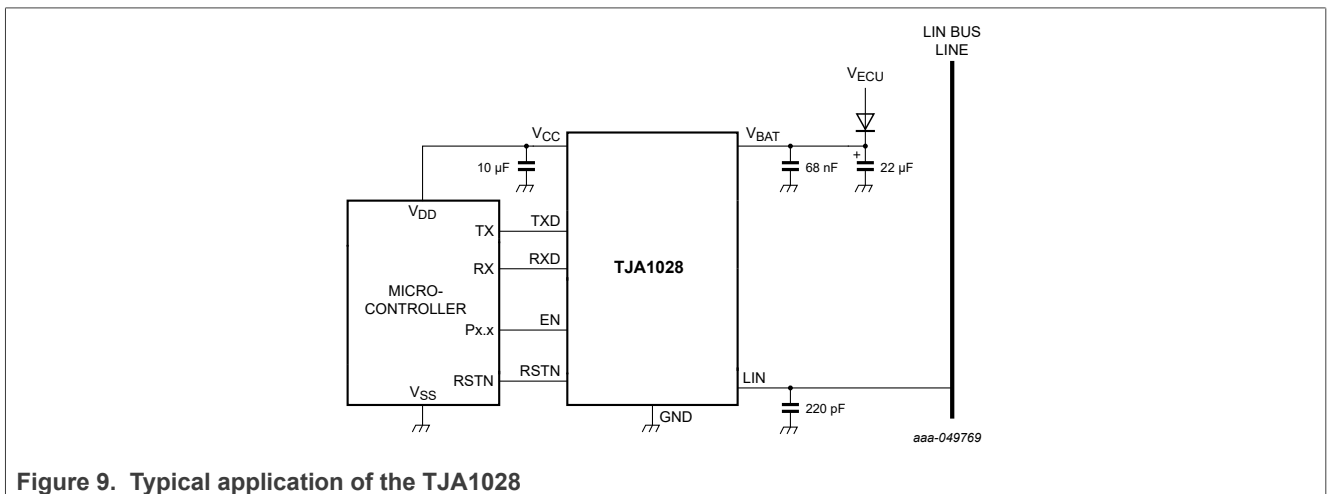 LIN BUS
LINE
VECU
VCC
VBAT
10 µF
68 nF
+
22 µF
VDD
TX
TXD
RX
RXD
TJA1028
MICRO-
CONTROLLER
Px.x
EN
RSTN
RSTN
LIN
VSS
GND
220 pF
aaa-049769
Figure 9. Typical application of the TJA1028